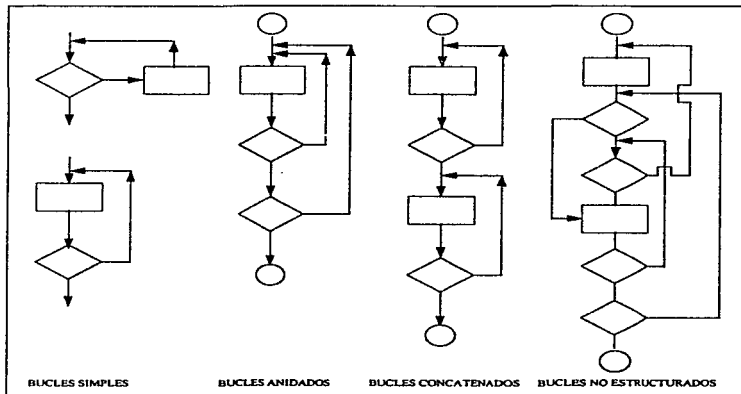 BUCLES SIMPLES
BUCLES ANIDADOS
BUCLES CONCATENADOS
BUCLES NO ESTRUCTURADOS